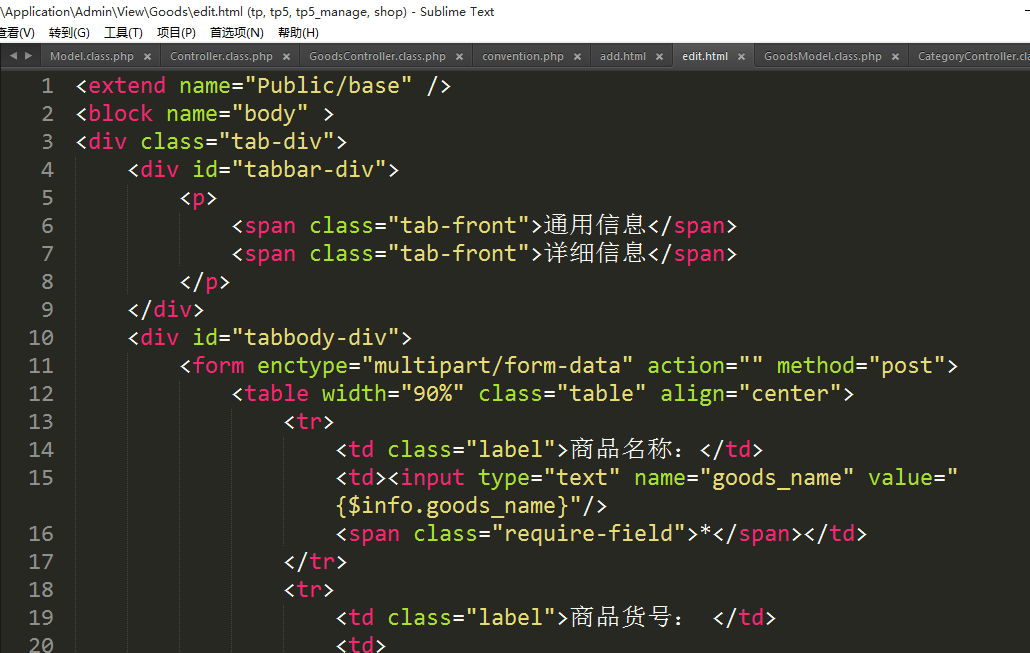 \Application\Admin\View\Goods\edit.html (tp, tp5, tp5_manage, shop) - Sublime Text
查看(V) 转到(G) 工具(T) 项目(P) 首选项(N) 帮助(H)
Model.class.php × Controller.class.php × GoodsController.class.php × convention.php × add.html × edit.html × GoodsModel.class.php × CategoryController.cla
1 <extend name="Public/base" />
2 <block name="body" >
3 <div class="tab-div">
4 <div id="tabbar-div">
5 <p>
6 <span class="tab-front">通用信息</span>
7 <span class="tab-front">详细信息</span>
8 </p>
9 </div>
10 <div id="tabbody-div">
11 <form enctype="multipart/form-data" action="" method="post">
12 <table width="90%" class="table" align="center">
13 <tr>
14 <td class="label">商品名称：</td>
15 <td><input type="text" name="goods_name" value="
{$info.goods_name}"/>
16 <span class="require-field">*</span></td>
17 </tr>
18 <tr>
19 <td class="label">商品货号： </td>
20 <td>